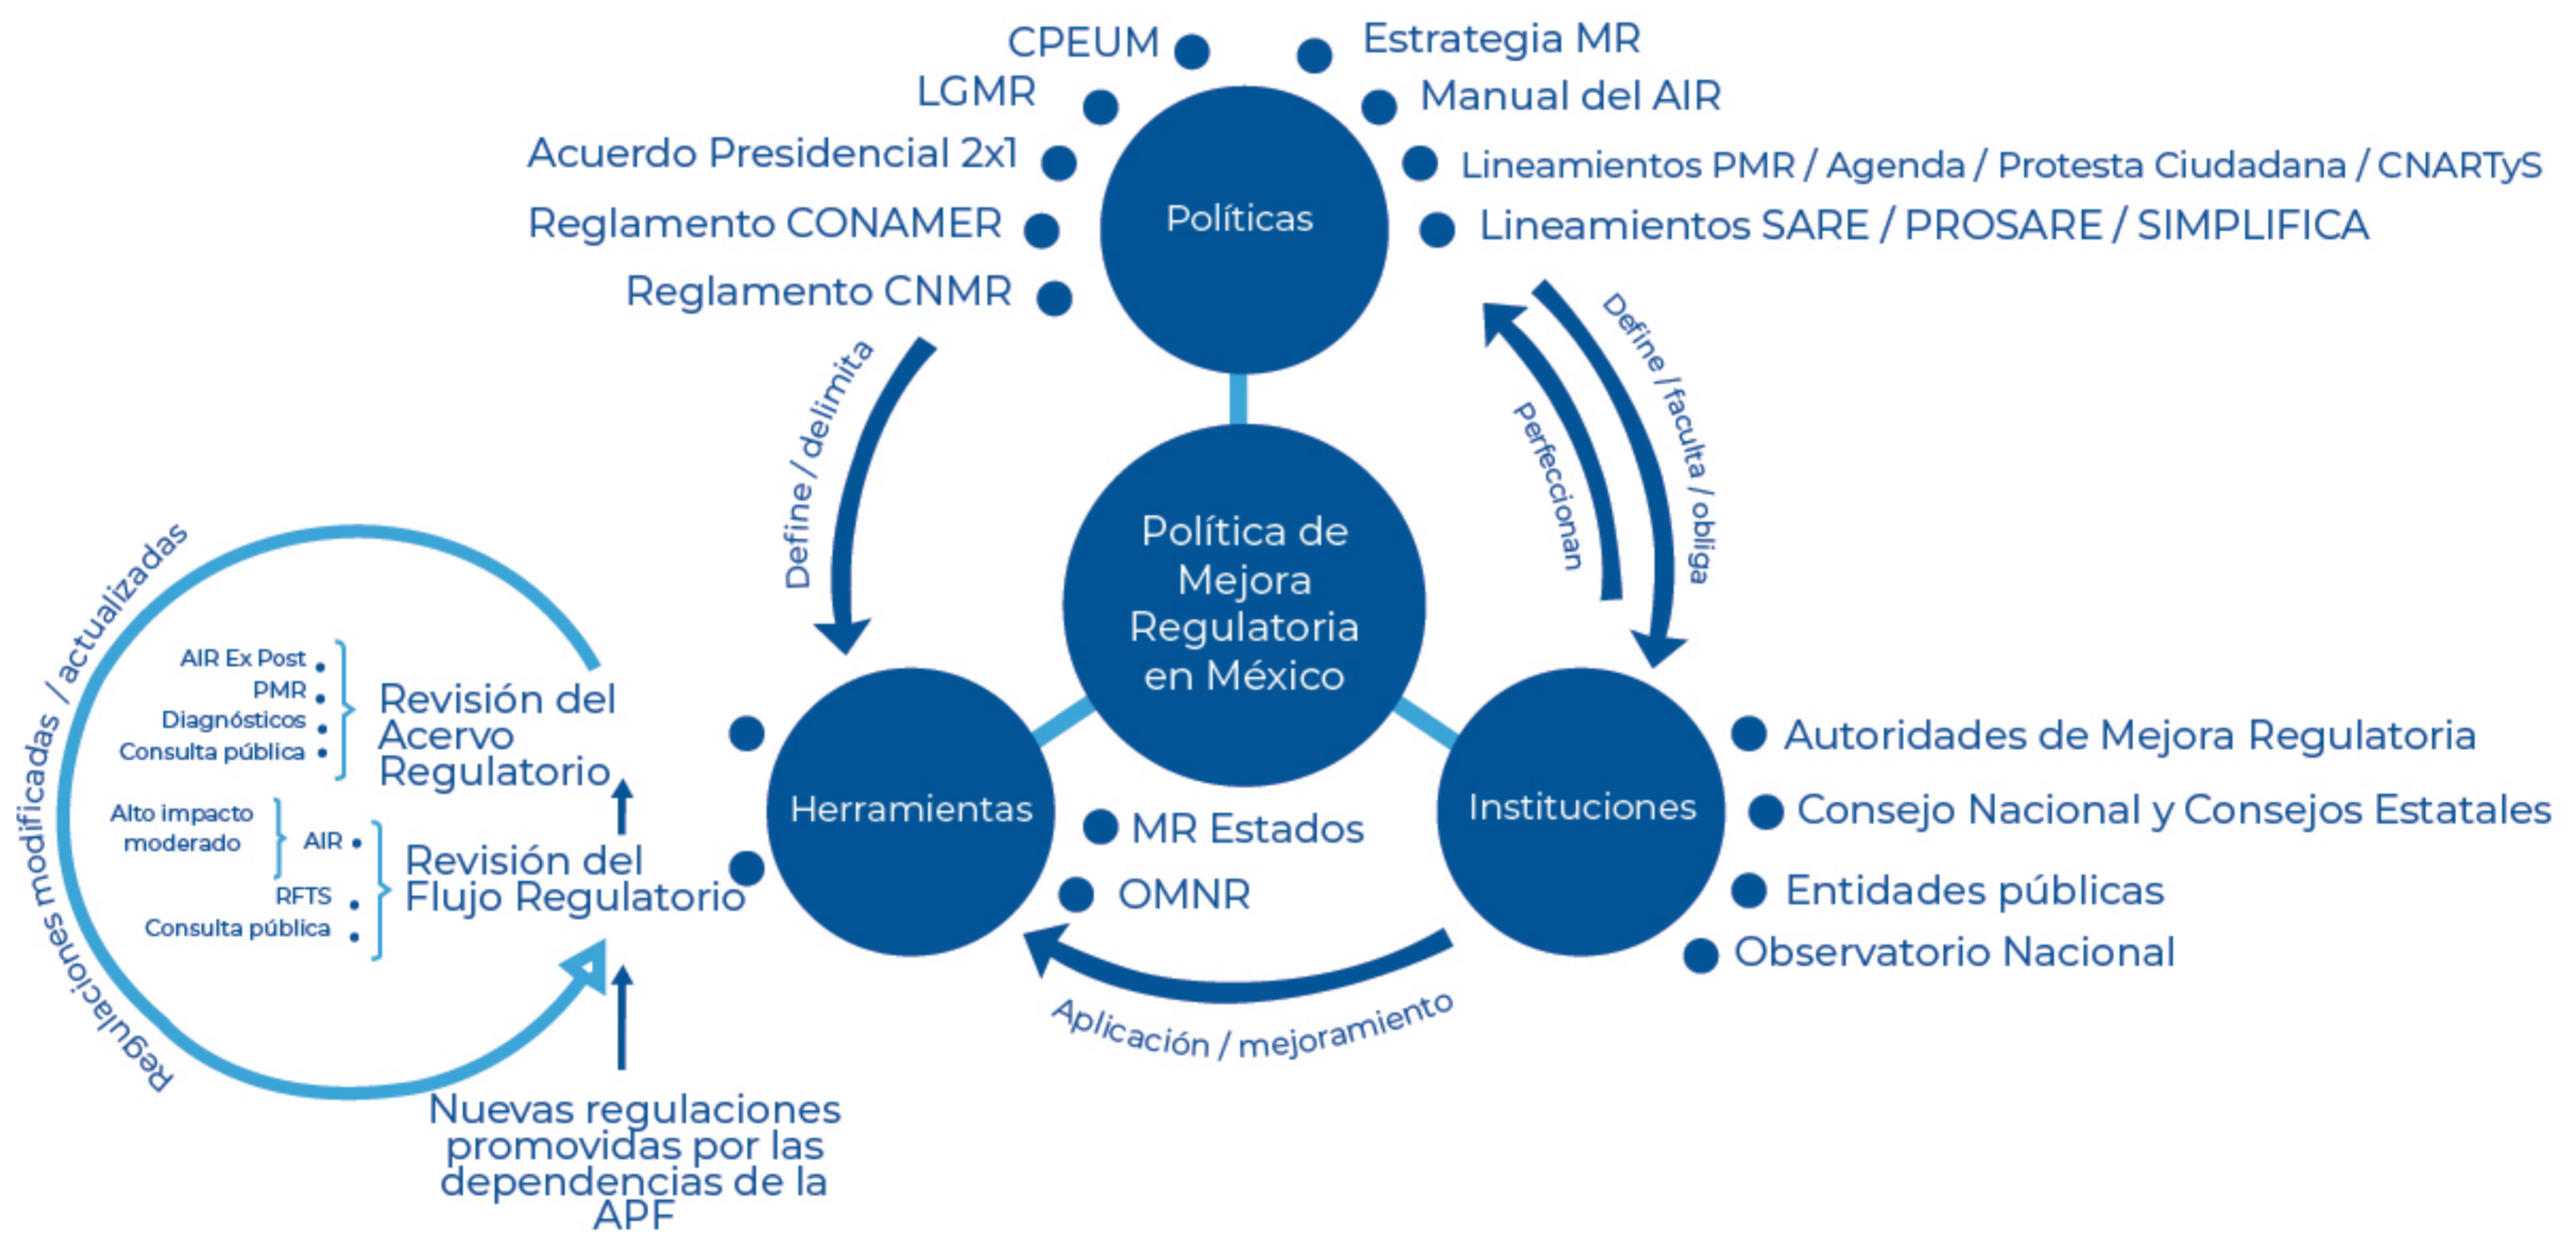 CPEUM
LGMR
Acuerdo Presidencial 2x1
Reglamento CONAMER
Reglamento CNMR
Estrategia MR
Manual del AIR
Lineamientos PMR / Agenda / Protesta Ciudadana / CNARTyS
Lineamientos SARE / PROSARE / SIMPLIFICA
Políticas
Define / delimita
Perfeccionan
Define / faculta / obliga
Política de
Mejora
Regulatoria
en México
Regulaciones modificadas / actualizadas
AIR Ex Post
PMR
Diagnósticos
Consulta pública
Revisión del
Acervo
Regulatorio
Alto impacto
moderado
AIR
RFTS
Consulta pública
Revisión del
Flujo Regulatorio
Herramientas
MR Estados
OMNR
Instituciones
Autoridades de Mejora Regulatoria
Consejo Nacional y Consejos Estatales
Entidades públicas
Observatorio Nacional
Aplicación / mejoramiento
Nuevas regulaciones
promovidas por las
dependencias de la
APF